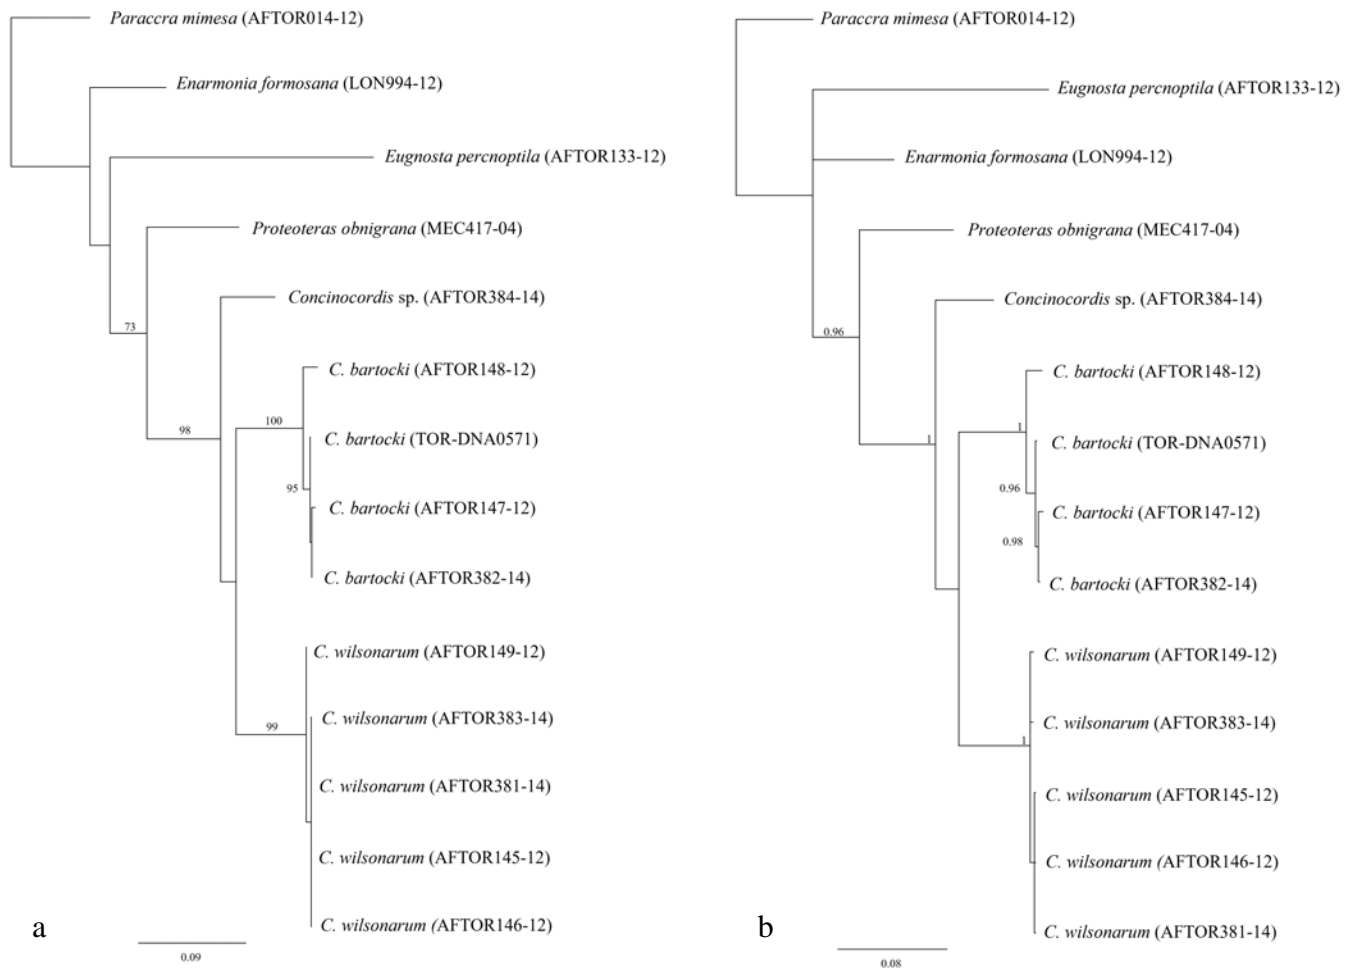 Paraccra mimesa (AFTOR014-12)
Enarmonia formosana (LON994-12)
Eugnosta percnoptila (AFTOR133-12)
Proteoteras obnigrana (MEC417-04)
Concinocordis sp. (AFTOR384-14)
C. bartocki (AFTOR148-12)
C. bartocki (TOR-DNA0571)
C. bartocki (AFTOR147-12)
C. bartocki (AFTOR382-14)
C. wilsonarum (AFTOR149-12)
C. wilsonarum (AFTOR383-14)
C. wilsonarum (AFTOR381-14)
C. wilsonarum (AFTOR145-12)
C. wilsonarum (AFTOR146-12)
73
98
100
95
99
a
0.09
Paraccra mimesa (AFTOR014-12)
Eugnosta percnoptila (AFTOR133-12)
Enarmonia formosana (LON994-12)
Proteoteras obnigrana (MEC417-04)
Concinocordis sp. (AFTOR384-14)
C. bartocki (AFTOR148-12)
C. bartocki (TOR-DNA0571)
C. bartocki (AFTOR147-12)
C. bartocki (AFTOR382-14)
C. wilsonarum (AFTOR149-12)
C. wilsonarum (AFTOR383-14)
C. wilsonarum (AFTOR145-12)
C. wilsonarum (AFTOR146-12)
C. wilsonarum (AFTOR381-14)
0.96
1
1
0.96
0.98
1
b
0.08